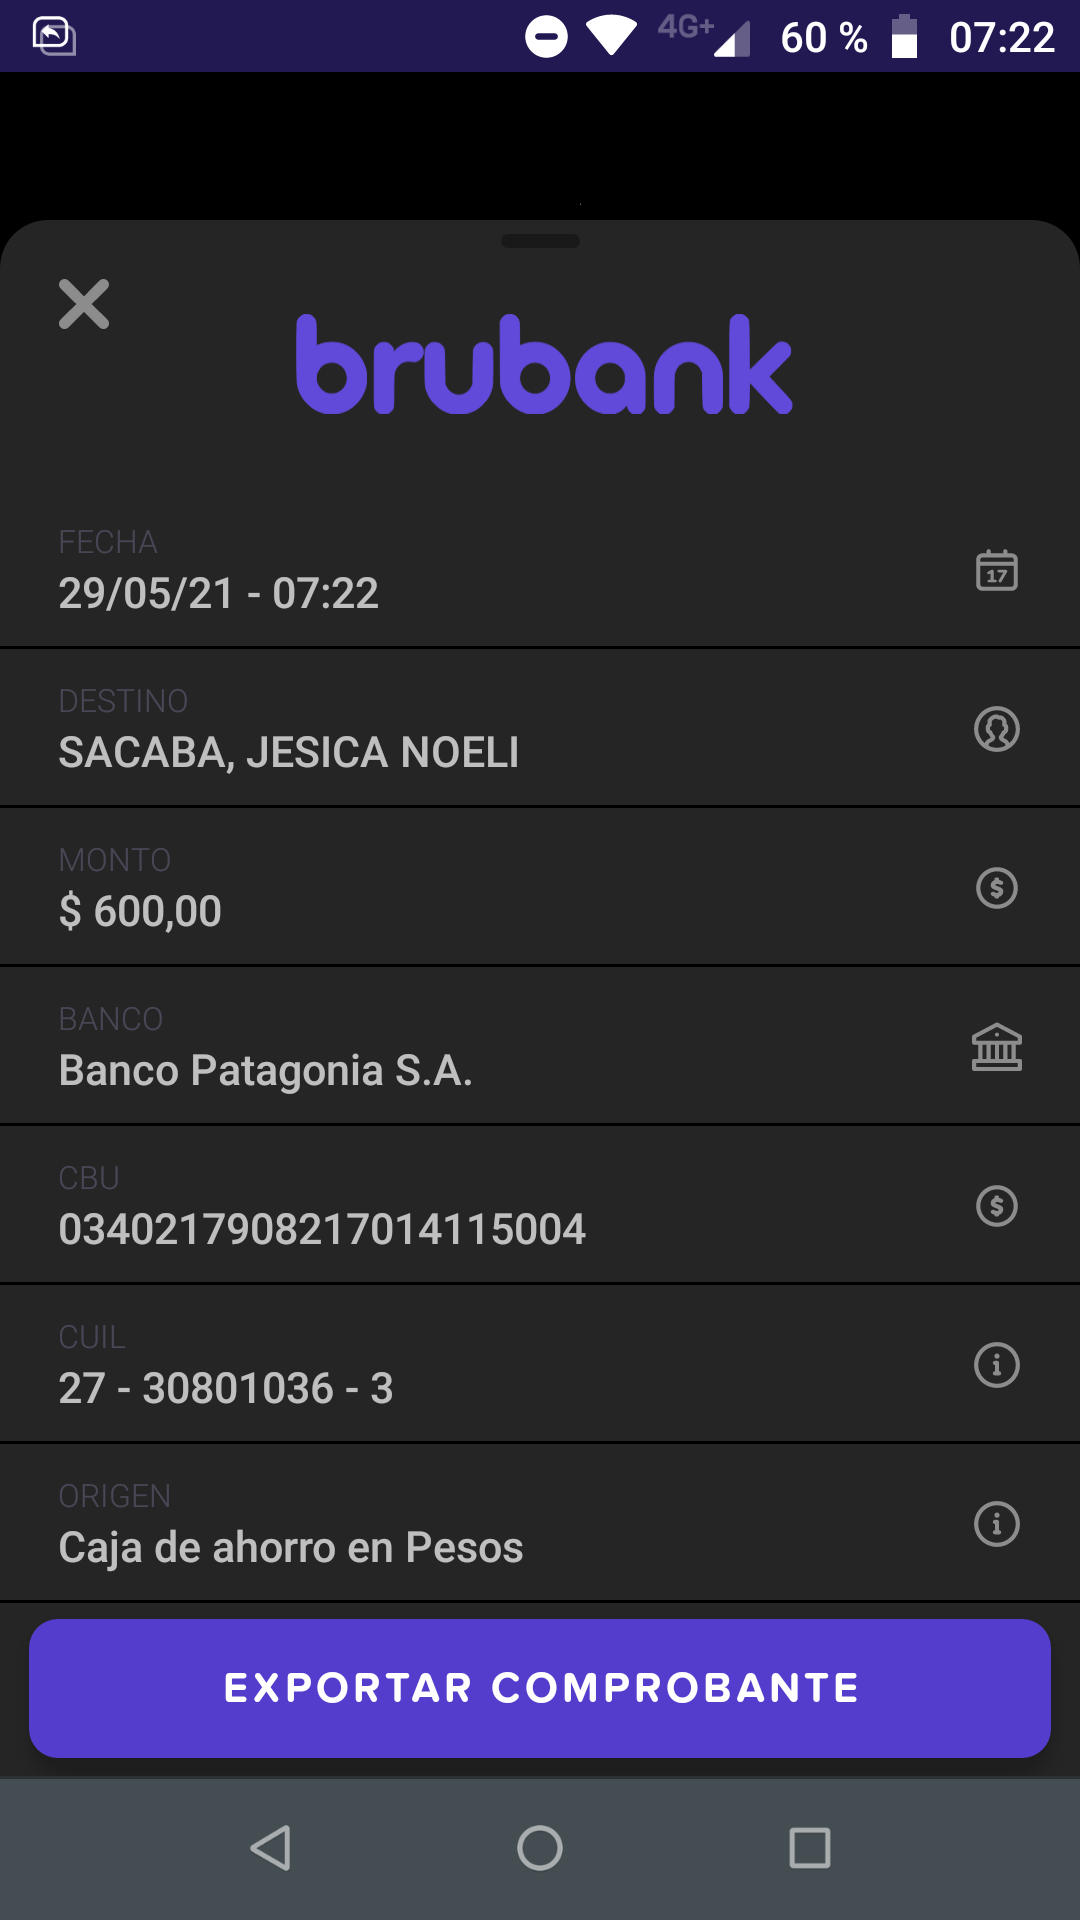 4G+ 60 % 07:22
brubank
FECHA
29/05/21 - 07:22
17
DESTINO
SACABA, JESICA NOELI
MONTO
$ 600,00
BANCO
Banco Patagonia S.A.
CBU
0340217908217014115004
CUIL
27 - 30801036 - 3
ORIGEN
Caja de ahorro en Pesos
EXPORTAR COMPROBANTE